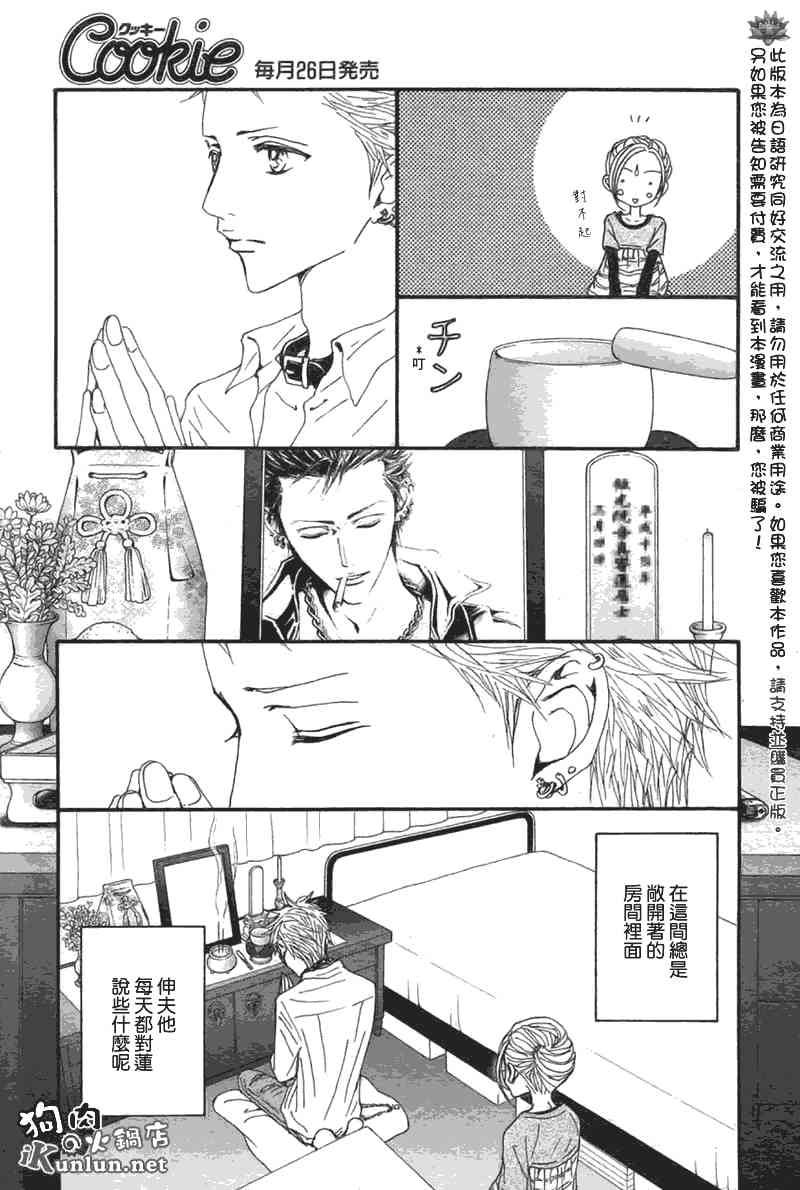 クッキー
Cookie
毎月26日発売
此版本為日語研究同好交流之用，請勿用於任何商業用途。如果您喜歡本作品，請支持並購買正版。
另如果您被告知需要付費，才能看到本漫畫，那麼，您被騙了！
對不起
チン
*叮
在這間總是
敞開著的
房間裡面
伸夫他
每天都對蓮
說些什麼呢
狗肉の火鍋店
iKunlun.net